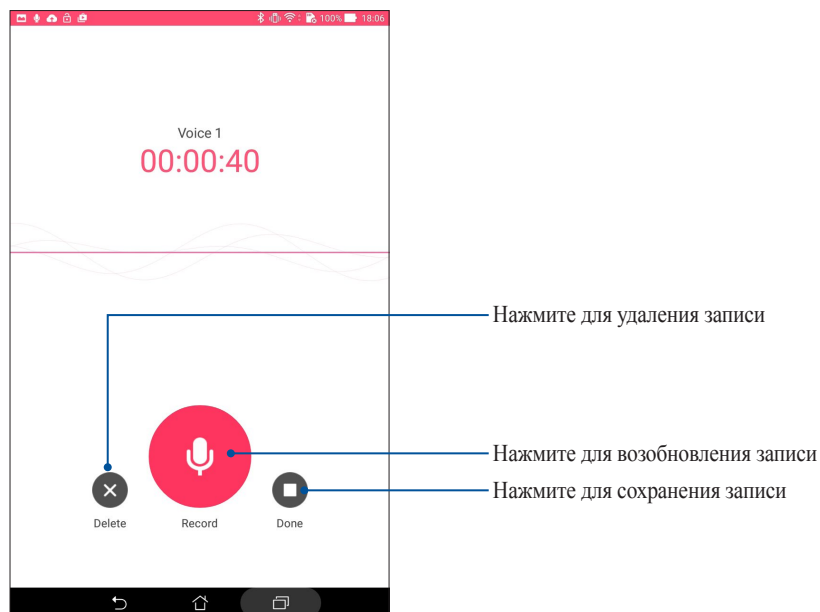 100% 18:06
Voice 1
00:00:40
Нажмите для удаления записи
Нажмите для возобновления записи
Нажмите для сохранения записи
Delete Record Done